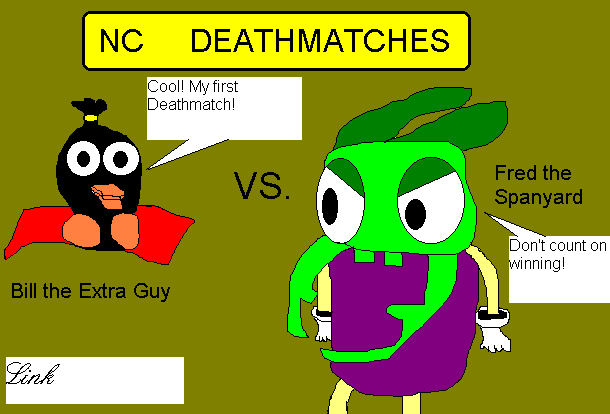 NC DEATHMATCHES
Cool! My first
Deathmatch!
VS.
Fred the
Spanyard
Don't count on
winning!
Bill the Extra Guy
Link